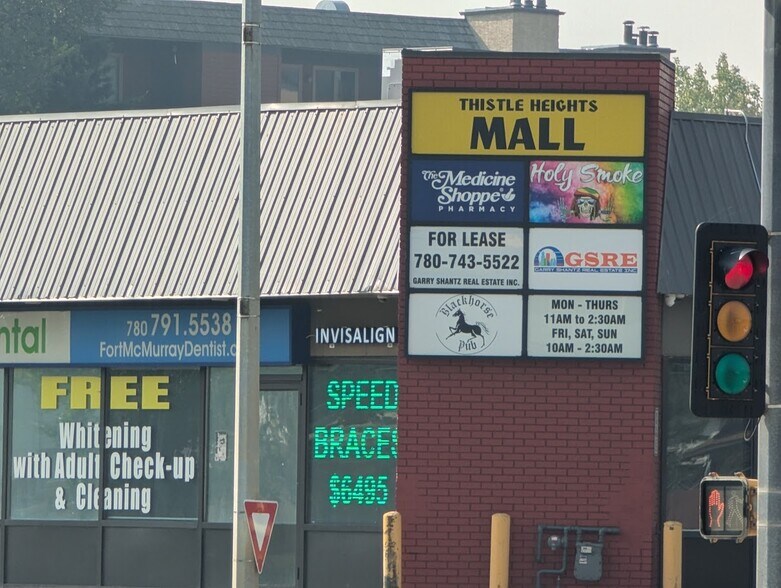 THISTLE HEIGHTS
MALL
The Medicine
Shoppe
PHARMACY
Holy Smoke
FOR LEASE
780-743-5522
GARRY SHANTZ REAL ESTATE INC.
GSRE
GARRY SHANTZ REAL ESTATE INC
Blackhorse
Pub
MON - THURS
11AM to 2:30AM
FRI, SAT, SUN
10AM - 2:30AM
ntal
780 791.5538
FortMcMurrayDentist.c
INVISALIGN
FREE
Whitening
with Adult Check-up
& Cleaning
SPEED
BRACES
$6495